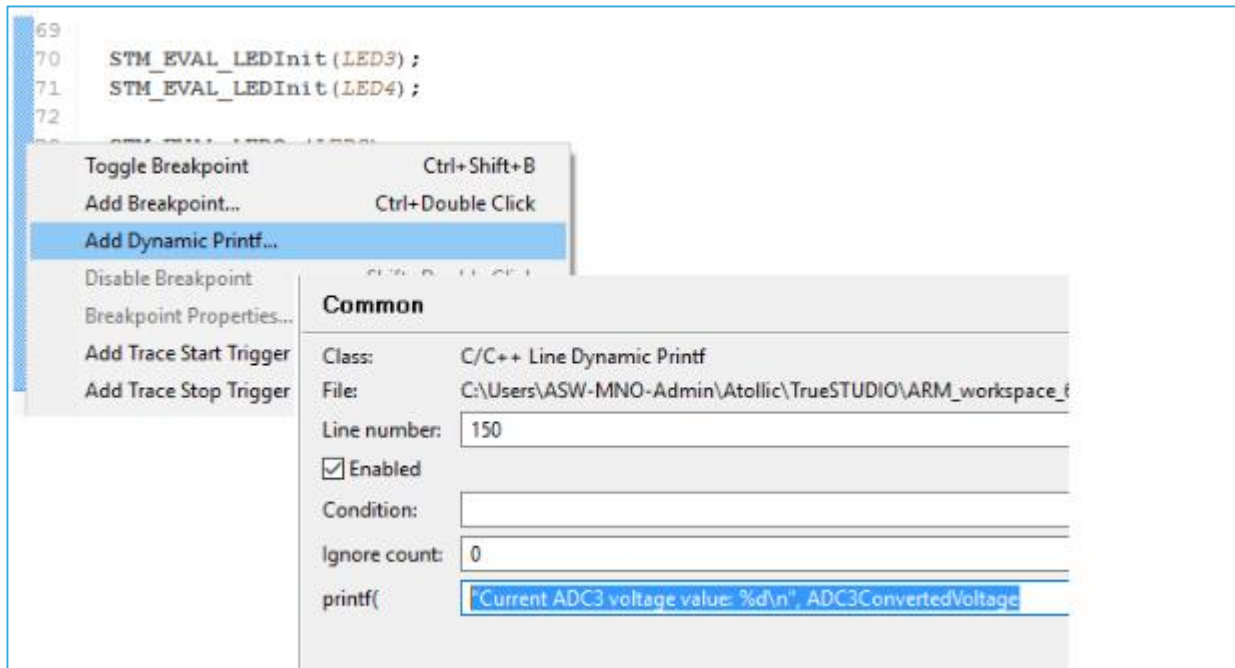 69
70 STM_EVAL_LEDInit(LED3);
71 STM_EVAL_LEDInit(LED4);
72
Toggle Breakpoint Ctrl+Shift+B
Add Breakpoint... Ctrl+Double Click
Add Dynamic Printf...
Disable Breakpoint
Breakpoint Properties...
Add Trace Start Trigger
Add Trace Stop Trigger
Common
Class: C/C++ Line Dynamic Printf
File: C:\Users\ASW-MNO-Admin\Atollic\TrueSTUDIO\ARM_workspace_
Line number: 150
Enabled
Condition:
Ignore count: 0
printf( "Current ADC3 voltage value: %d\n", ADC3ConvertedVoltage